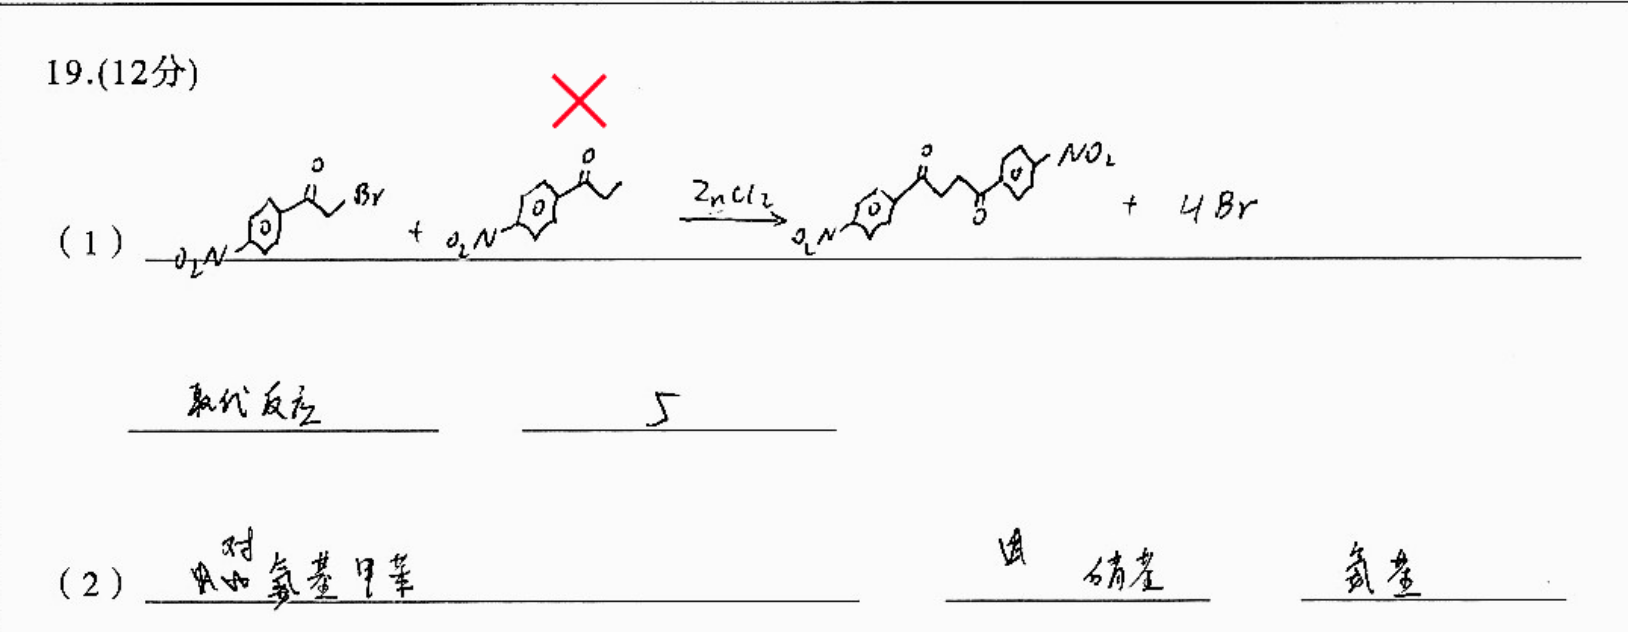 19.(12分)
(1) O₂N O Br + O₂N O ZnCl₂ O₂N O O NO₂ + 4Br
取代反应 5
(2) 对氨基甲苯 硝基 氨基